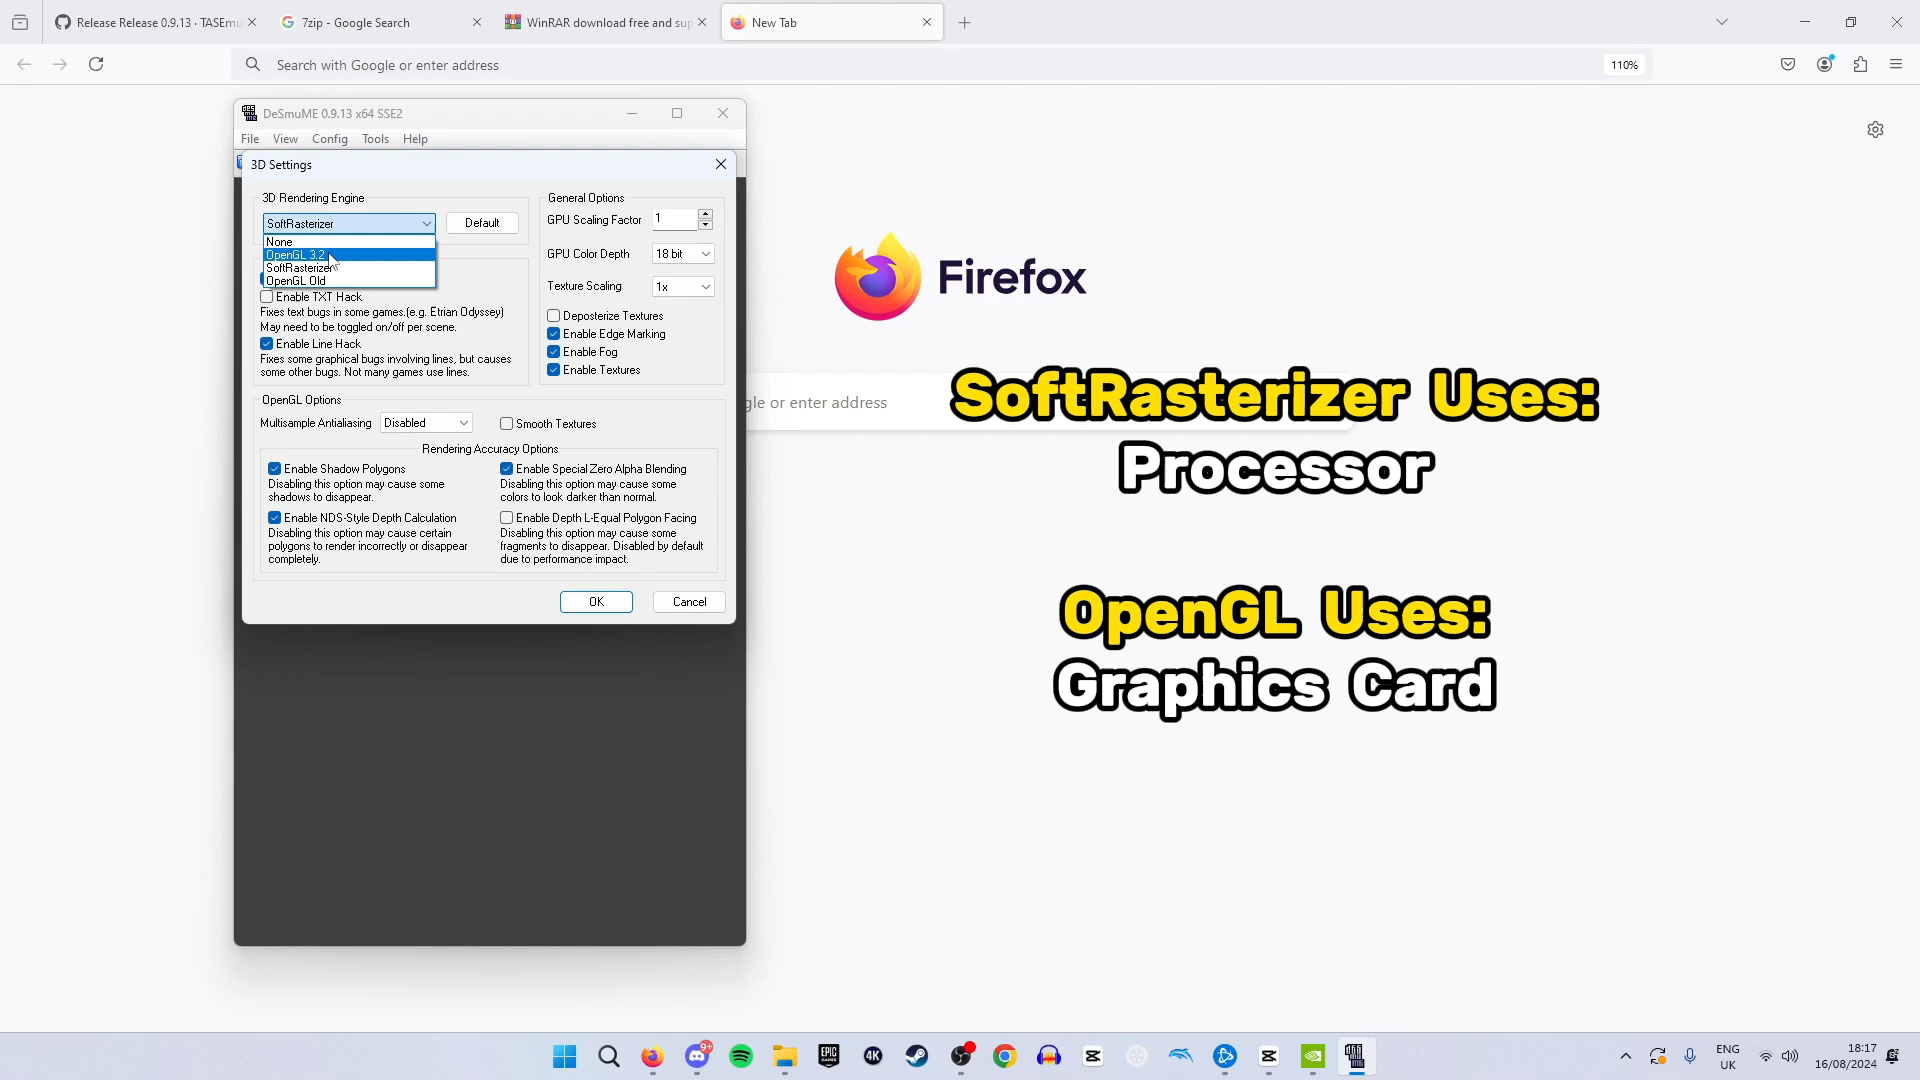 Release Release 0.9.13 · TASEmu
7zip - Google Search
WinRAR download free and sup
New Tab
Search with Google or enter address
110%
DeSmuME 0.9.13 x64 SSE2
File View Config Tools Help
3D Settings
3D Rendering Engine
SoftRasterizer
Default
None
OpenGL 3.2
SoftRasterizer
OpenGL Old
Enable TXT Hack
Fixes text bugs in some games.(e.g. Etrian Odyssey)
May need to be toggled on/off per scene.
Enable Line Hack
Fixes some graphical bugs involving lines, but causes
some other bugs. Not many games use lines.
General Options
GPU Scaling Factor 1
GPU Color Depth 18 bit
Texture Scaling 1x
Deposterize Textures
Enable Edge Marking
Enable Fog
Enable Textures
OpenGL Options
Multisample Antialiasing Disabled
Smooth Textures
Rendering Accuracy Options
Enable Shadow Polygons
Disabling this option may cause some
shadows to disappear.
Enable Special Zero Alpha Blending
Disabling this option may cause some
colors to look darker than normal.
Enable NDS-Style Depth Calculation
Disabling this option may cause certain
polygons to render incorrectly or disappear
completely.
Enable Depth L-Equal Polygon Facing
Disabling this option may cause some
fragments to disappear. Disabled by default
due to performance impact.
OK
Cancel
Firefox
gle or enter address
SoftRasterizer Uses:
Processor
OpenGL Uses:
Graphics Card
9+
EPIC GAMES
4K
ENG
UK
18:17
16/08/2024